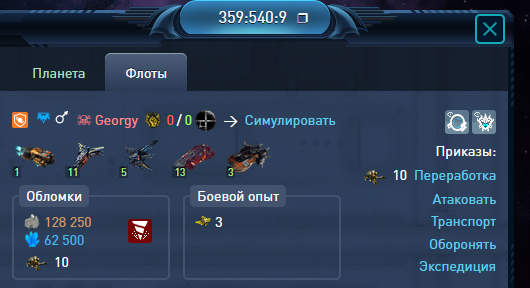 359:540:9
Планета Флоты
Georgy 0 / 0 → Симулировать
1 11 5 13 3
Приказы:
10 Переработка
Атаковать
Транспорт
Оборонять
Экспедиция
Обломки
128 250
62 500
10
Боевой опыт
3